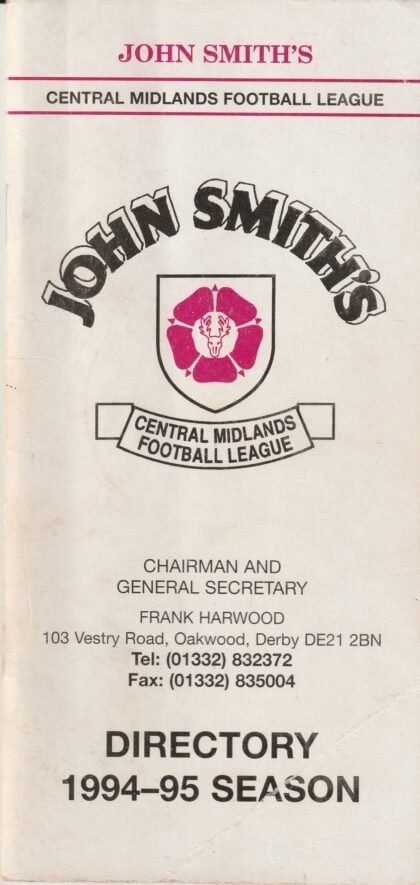 JOHN SMITH'S
CENTRAL MIDLANDS FOOTBALL LEAGUE
JOHN SMITH'S
CENTRAL MIDLANDS
FOOTBALL LEAGUE
CHAIRMAN AND
GENERAL SECRETARY
FRANK HARWOOD
103 Vestry Road, Oakwood, Derby DE21 2BN
Tel: (01332) 832372
Fax: (01332) 835004
DIRECTORY
1994–95 SEASON